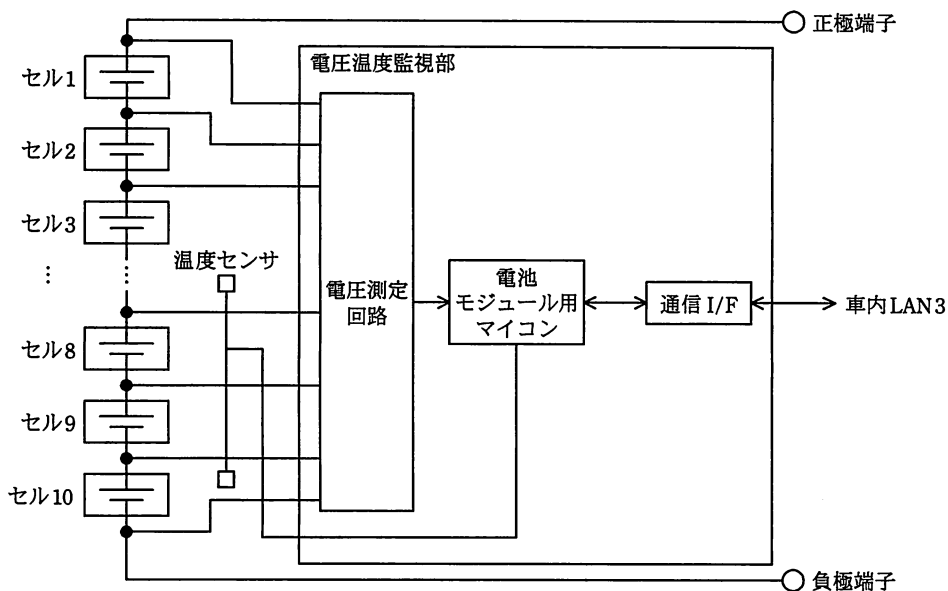 正極端子
電圧温度監視部
セル1
セル2
セル3
⋮
⋮
温度センサ
電圧測定
回路
電池
モジュール用
マイコン
通信I/F
車内LAN3
セル8
セル9
セル10
負極端子